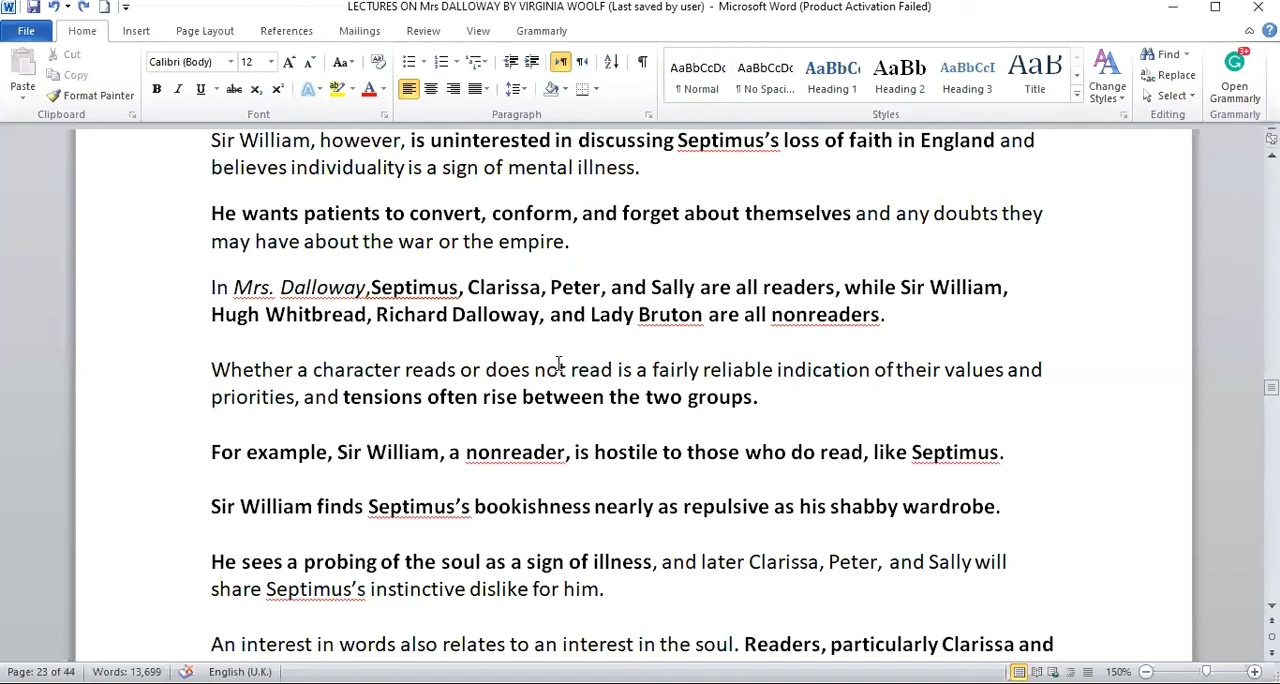 LECTURES ON Mrs DALLOWAY BY VIRGINIA WOOLF (Last saved by user) - Microsoft Word (Product Activation Failed)
File Home Insert Page Layout References Mailings Review View Grammarly
Paste Cut Copy Format Painter
Clipboard
Calibri (Body) 12
Font
Paragraph
AaBbCcDc AaBbCcDc AaBbC AaBb AaBbCcI AaB
¶ Normal ¶ No Spaci... Heading 1 Heading 2 Heading 3 Title
Change Styles
Styles
Find
Replace
Select
Editing
Open Grammarly
Grammarly
Sir William, however, is uninterested in discussing Septimus’s loss of faith in England and
believes individuality is a sign of mental illness.
He wants patients to convert, conform, and forget about themselves and any doubts they
may have about the war or the empire.
In Mrs. Dalloway,Septimus, Clarissa, Peter, and Sally are all readers, while Sir William,
Hugh Whitbread, Richard Dalloway, and Lady Bruton are all nonreaders.
Whether a character reads or does not read is a fairly reliable indication of their values and
priorities, and tensions often rise between the two groups.
For example, Sir William, a nonreader, is hostile to those who do read, like Septimus.
Sir William finds Septimus’s bookishness nearly as repulsive as his shabby wardrobe.
He sees a probing of the soul as a sign of illness, and later Clarissa, Peter, and Sally will
share Septimus’s instinctive dislike for him.
An interest in words also relates to an interest in the soul. Readers, particularly Clarissa and
Page: 23 of 44 Words: 13,699 English (U.K.) 150%